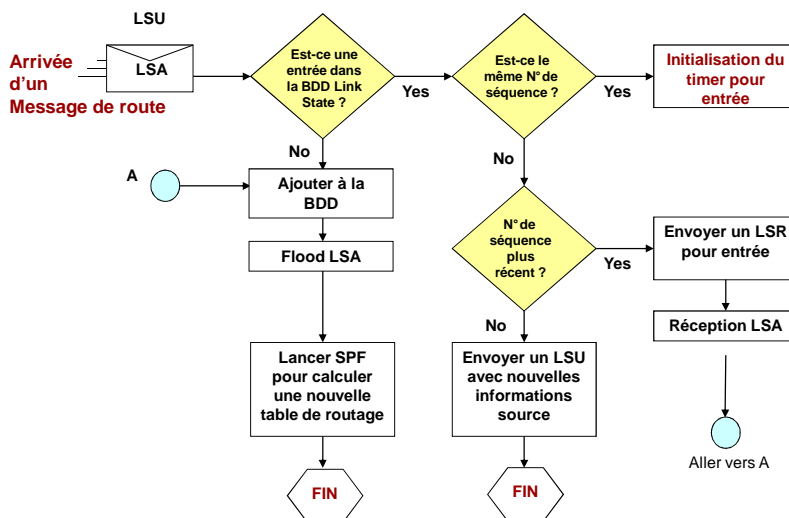 LSU
Arrivée
d'un
Message de route
LSA
Est-ce une
entrée dans
la BDD Link
State ?
Yes
Est-ce le
même N° de
séquence ?
Yes
Initialisation du
timer pour
entrée
No
No
A
Ajouter à la
BDD
N° de
séquence
plus
récent ?
Yes
Envoyer un LSR
pour entrée
Flood LSA
Réception LSA
No
Lancer SPF
pour calculer
une nouvelle
table de routage
Envoyer un LSU
avec nouvelles
informations
source
Aller vers A
FIN
FIN